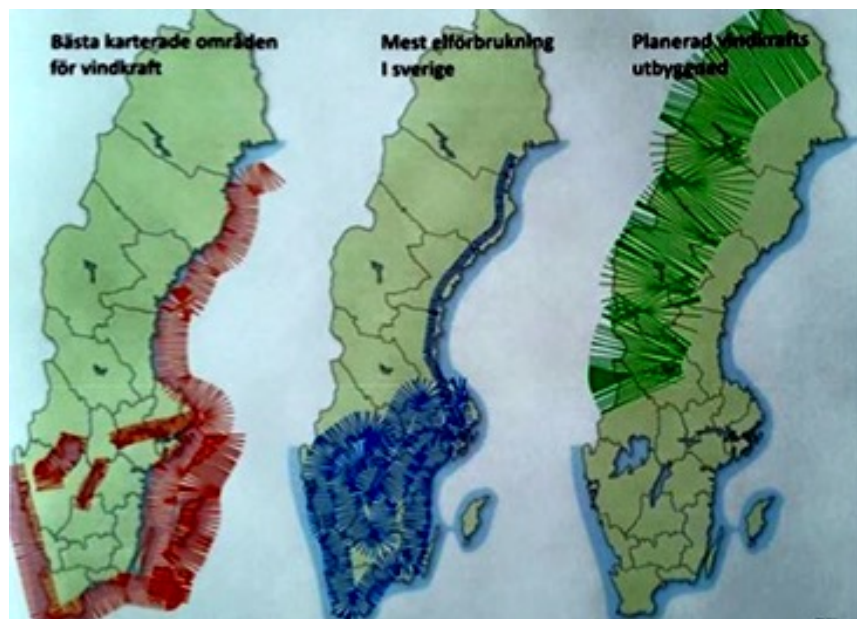 Bästa karterade områden
för vindkraft
Mest elförbrukning
I sverige
Planerad vindkrafts
utbyggnad